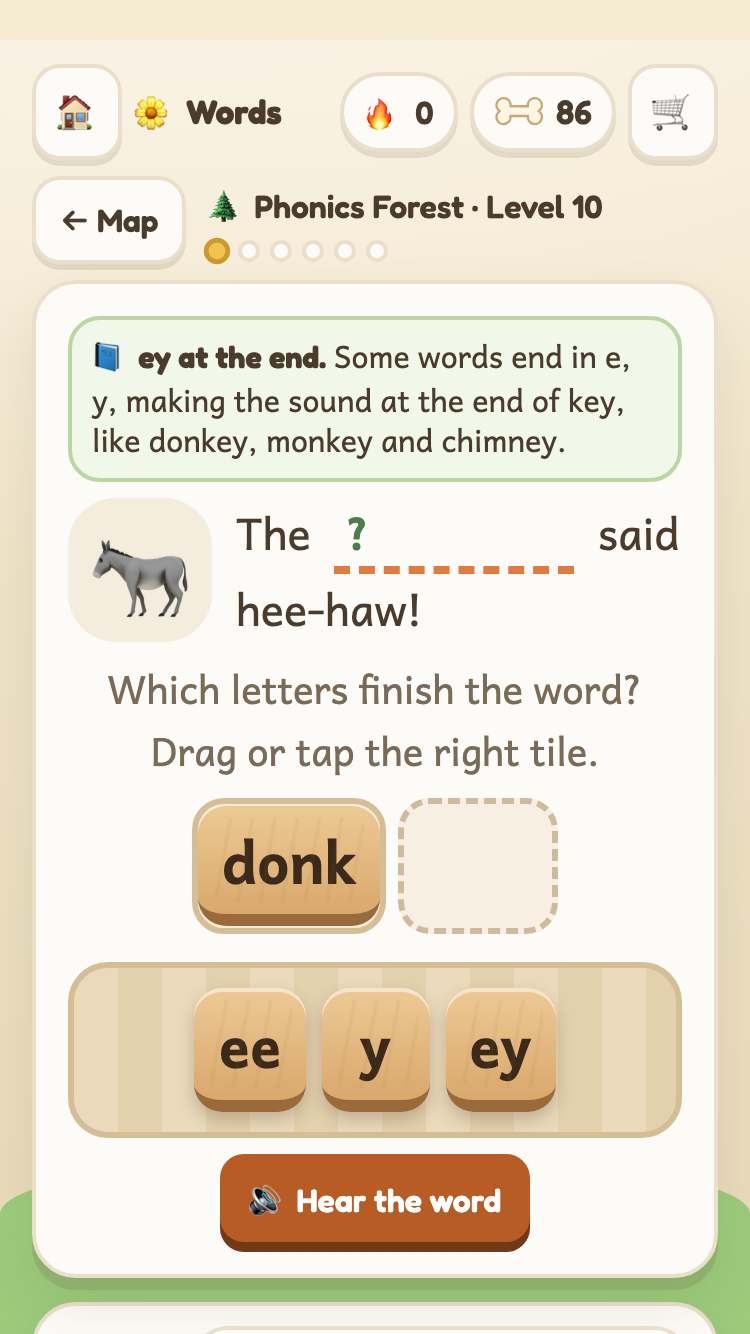 Words 0 86
← Map Phonics Forest · Level 10
ey at the end. Some words end in e,
y, making the sound at the end of key,
like donkey, monkey and chimney.
The ? said
hee-haw!
Which letters finish the word?
Drag or tap the right tile.
donk
ee y ey
Hear the word